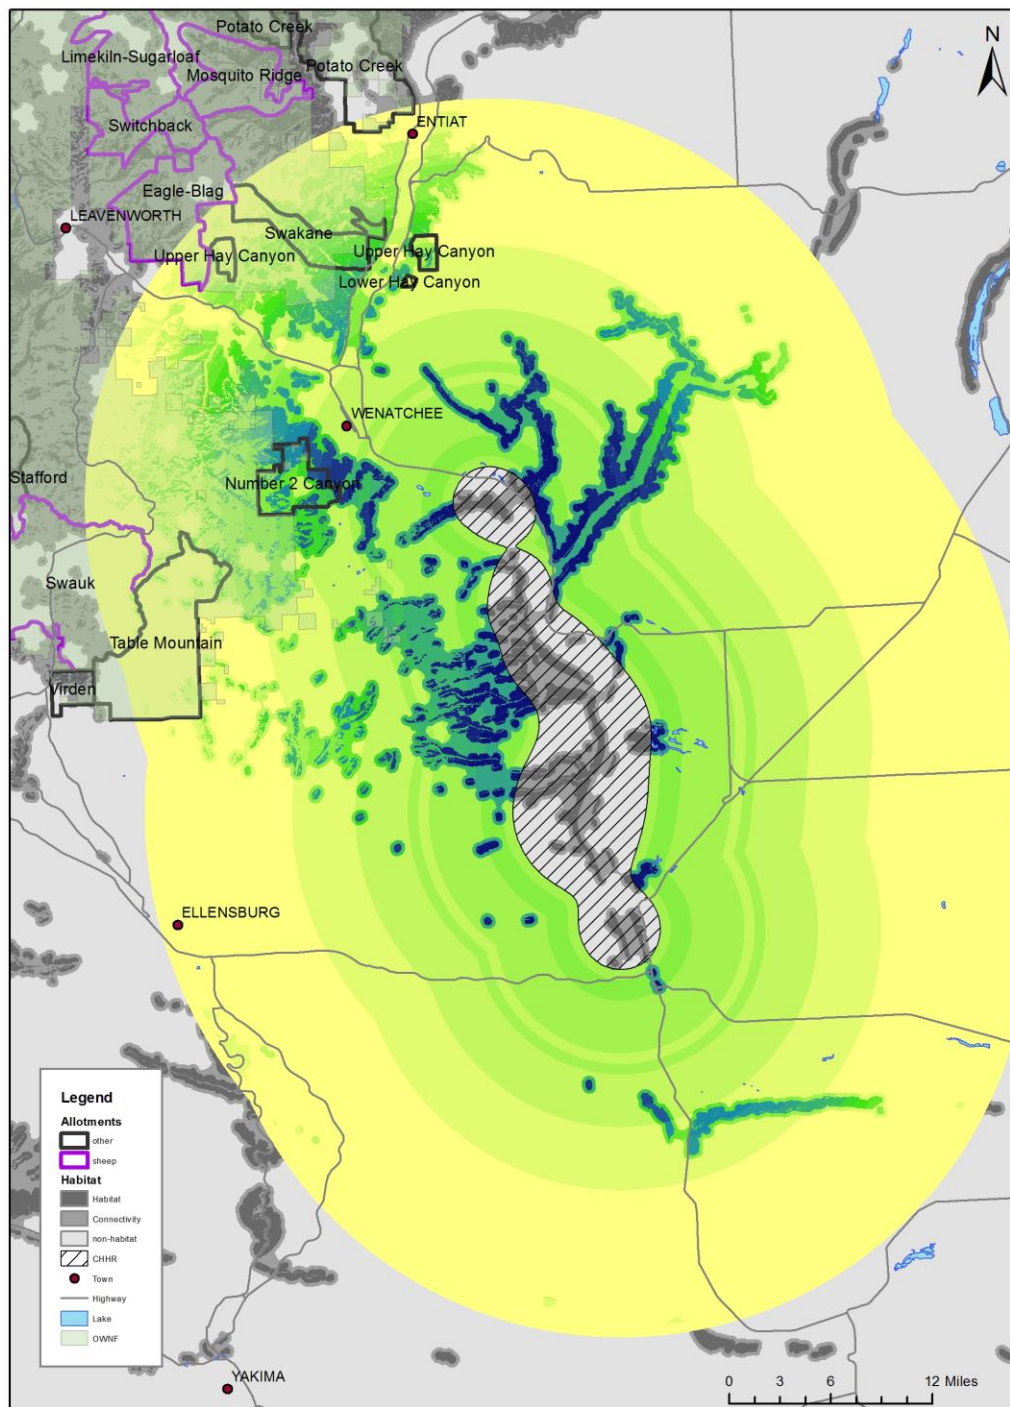 Potato Creek
N
Limekiln-Sugarloaf
Potato Creek
Mosquito Ridge
ENTIAT
Switchback
Eagle-Blag
LEAVENWORTH
Swakane
Upper Hay Canyon
Upper Hay Canyon
Lower Hay Canyon
WENATCHEE
Stafford
Number 2 Canyon
Swauk
Table Mountain
Virden
ELLENSBURG
Legend
Allotments
other
sheep
Habitat
Habitat
Connectivity
non-habitat
CHHR
Town
Highway
Lake
OWNF
YAKIMA
0 3 6 12 Miles